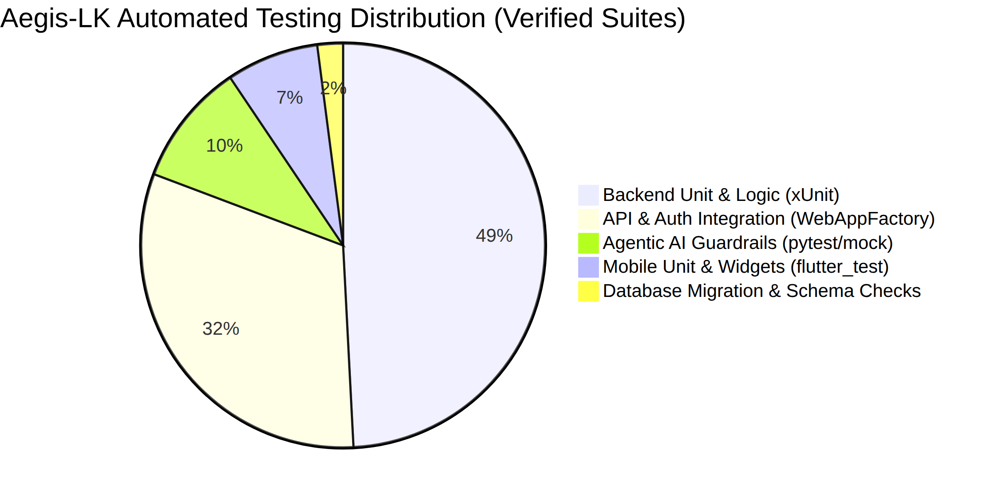 Aegis-LK Automated Testing Distribution (Verified Suites)
2%
7%
10%
49%
32%
Backend Unit & Logic (xUnit)
API & Auth Integration (WebAppFactory)
Agentic AI Guardrails (pytest/mock)
Mobile Unit & Widgets (flutter_test)
Database Migration & Schema Checks